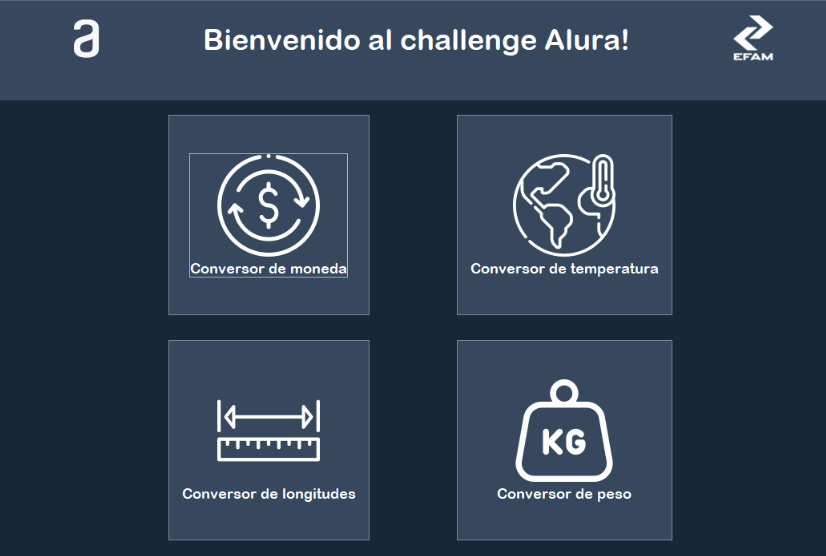 a
Bienvenido al challenge Alura!
EFAM
$
Conversor de moneda
Conversor de temperatura
KG
Conversor de longitudes
Conversor de peso